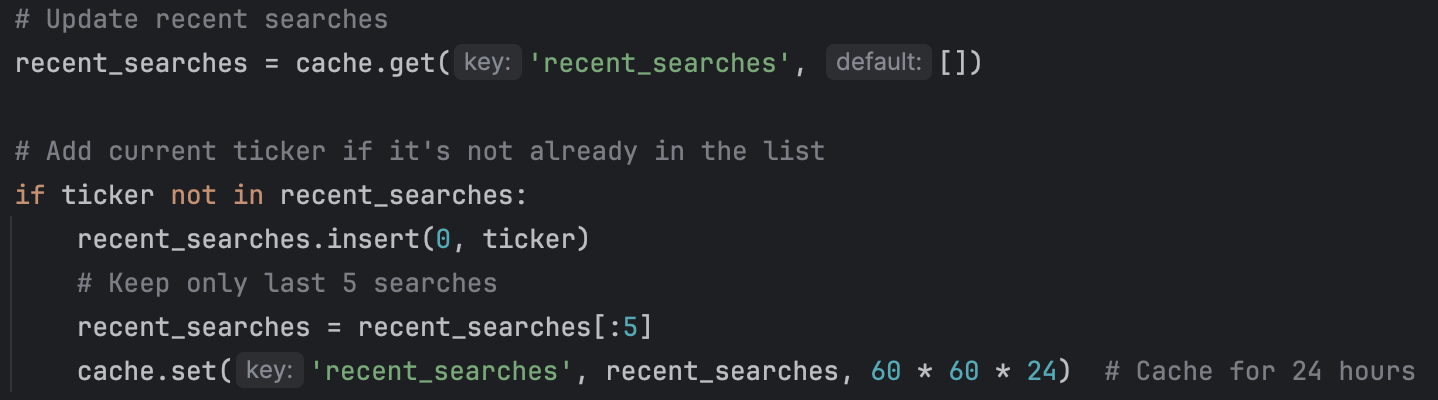 # Update recent searches
recent_searches = cache.get( key: 'recent_searches', default: [])
# Add current ticker if it's not already in the list
if ticker not in recent_searches:
recent_searches.insert(0, ticker)
# Keep only last 5 searches
recent_searches = recent_searches[:5]
cache.set( key: 'recent_searches', recent_searches, 60 * 60 * 24)  # Cache for 24 hours